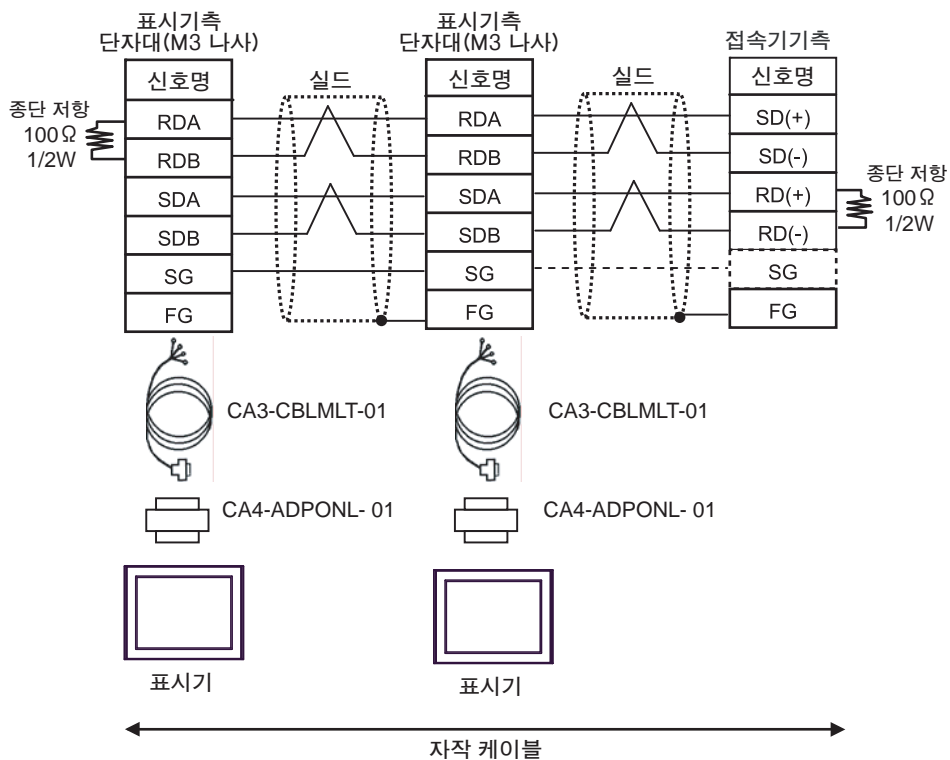 표시기측
단자대(M3 나사)
표시기측
단자대(M3 나사)
접속기기측
신호명
실드
신호명
실드
신호명
종단 저항
100Ω
1/2W
RDA
RDB
SDA
SDB
SG
FG
RDA
RDB
SDA
SDB
SG
FG
SD(+)
SD(-)
RD(+)
RD(-)
SG
FG
종단 저항
100Ω
1/2W
CA3-CBLMLT-01
CA3-CBLMLT-01
CA4-ADPONL- 01
CA4-ADPONL- 01
표시기
표시기
자작 케이블